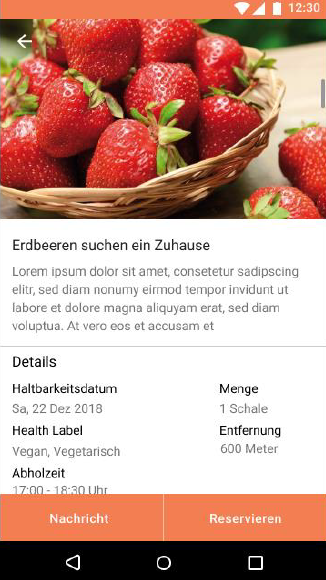 12:30
Erdbeeren suchen ein Zuhause
Lorem ipsum dolor sit amet, consetetur sadipscing
elitr, sed diam nonumy eirmod tempor invidunt ut
labore et dolore magna aliquyam erat, sed diam
voluptua. At vero eos et accusam et
Details
Haltbarkeitsdatum
Menge
Sa, 22 Dez 2018
1 Schale
Health Label
Entfernung
Vegan, Vegetarisch
600 Meter
Abholzeit
17:00 - 18:30 Uhr
Nachricht
Reservieren